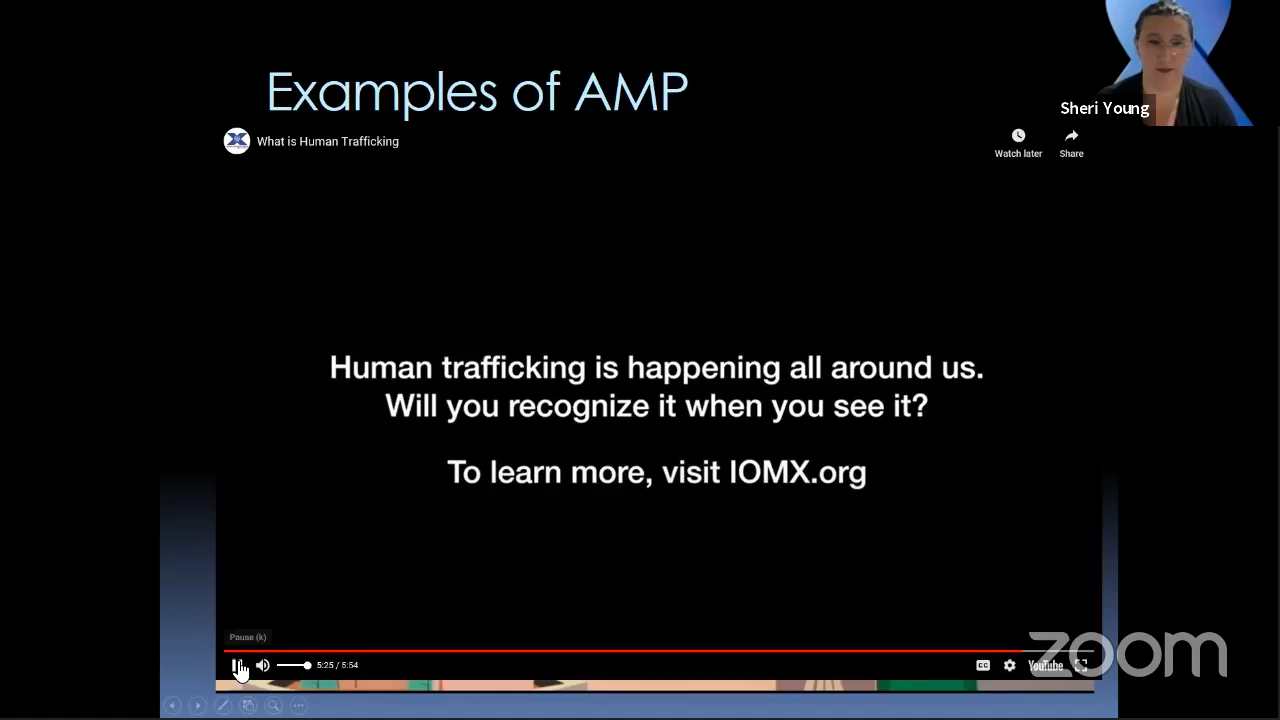 Examples of AMP
Sheri Young
What is Human Trafficking
Watch later
Share
Human trafficking is happening all around us.
Will you recognize it when you see it?
To learn more, visit IOMX.org
Pause (k)
5:25 / 5:54
CC
YouTube
zoom